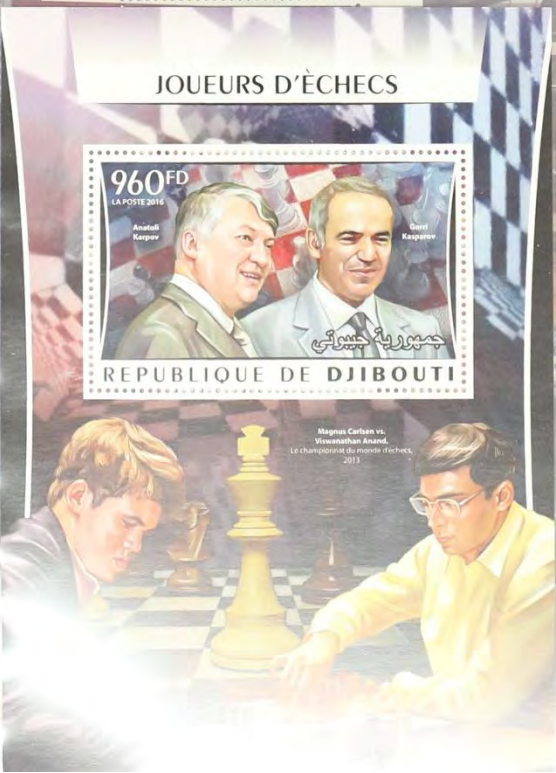 JOUEURS D'ÈCHECS
960FD
LA POSTE 2016
Anatoli
Karpov
Garri
Kasparov
جمهورية جيبوتي
REPUBLIQUE DE DJIBOUTI
Magnus Carlsen vs.
Viswanathan Anand,
Le championnat du monde d'échecs,
2013